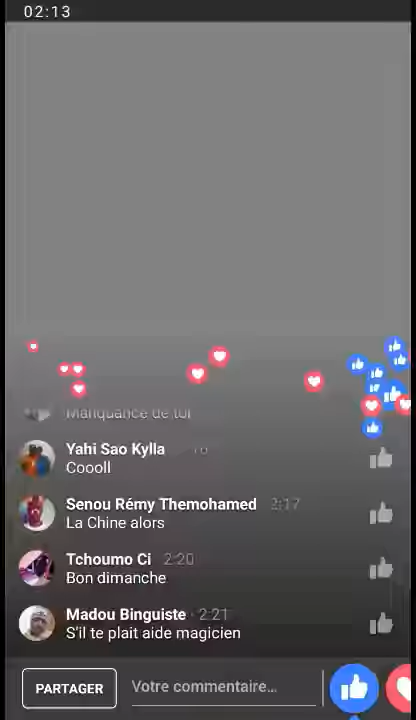 02:13
Manquance de toi
Yahi Sao Kylla
Coooll
Senou Rémy Themohamed 2:17
La Chine alors
Tchoumo Ci 2:20
Bon dimanche
Madou Binguiste · 2:21
S'il te plait aide magicien
PARTAGER
Votre commentaire...